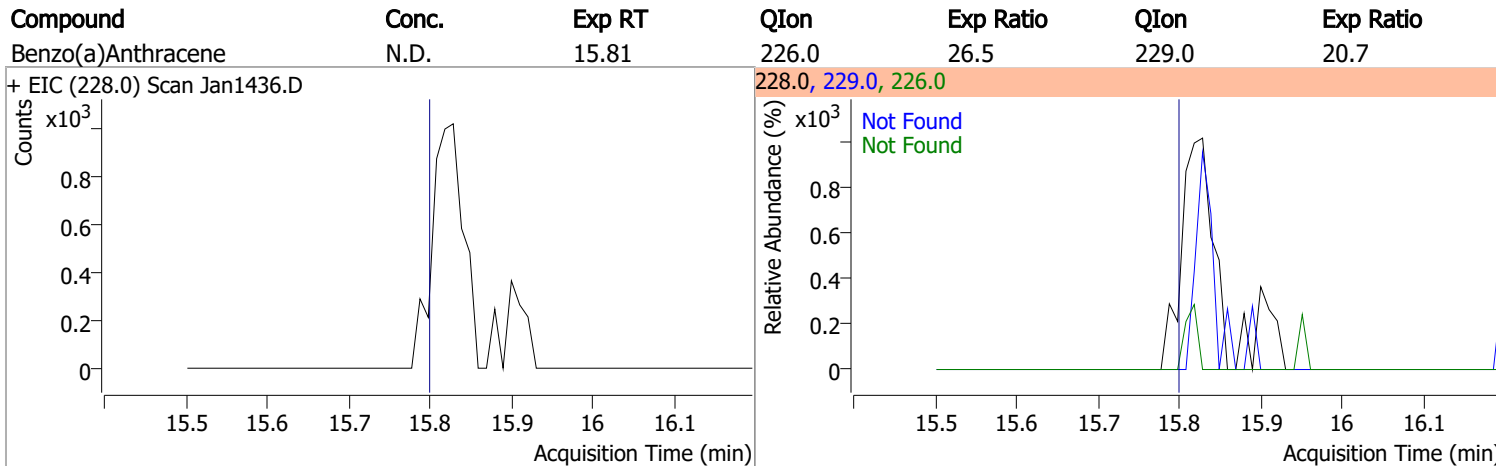 Compound Conc. Exp RT QIon Exp Ratio QIon Exp Ratio
Benzo(a)Anthracene N.D. 15.81 226.0 26.5 229.0 20.7
+ EIC (228.0) Scan Jan1436.D
Counts
x10³
0.8
0.6
0.4
0.2
0
15.5 15.6 15.7 15.8 15.9 16 16.1
Acquisition Time (min)
228.0, 229.0, 226.0
Relative Abundance (%)
x10³
Not Found
Not Found
0.8
0.6
0.4
0.2
0
15.5 15.6 15.7 15.8 15.9 16 16.1
Acquisition Time (min)